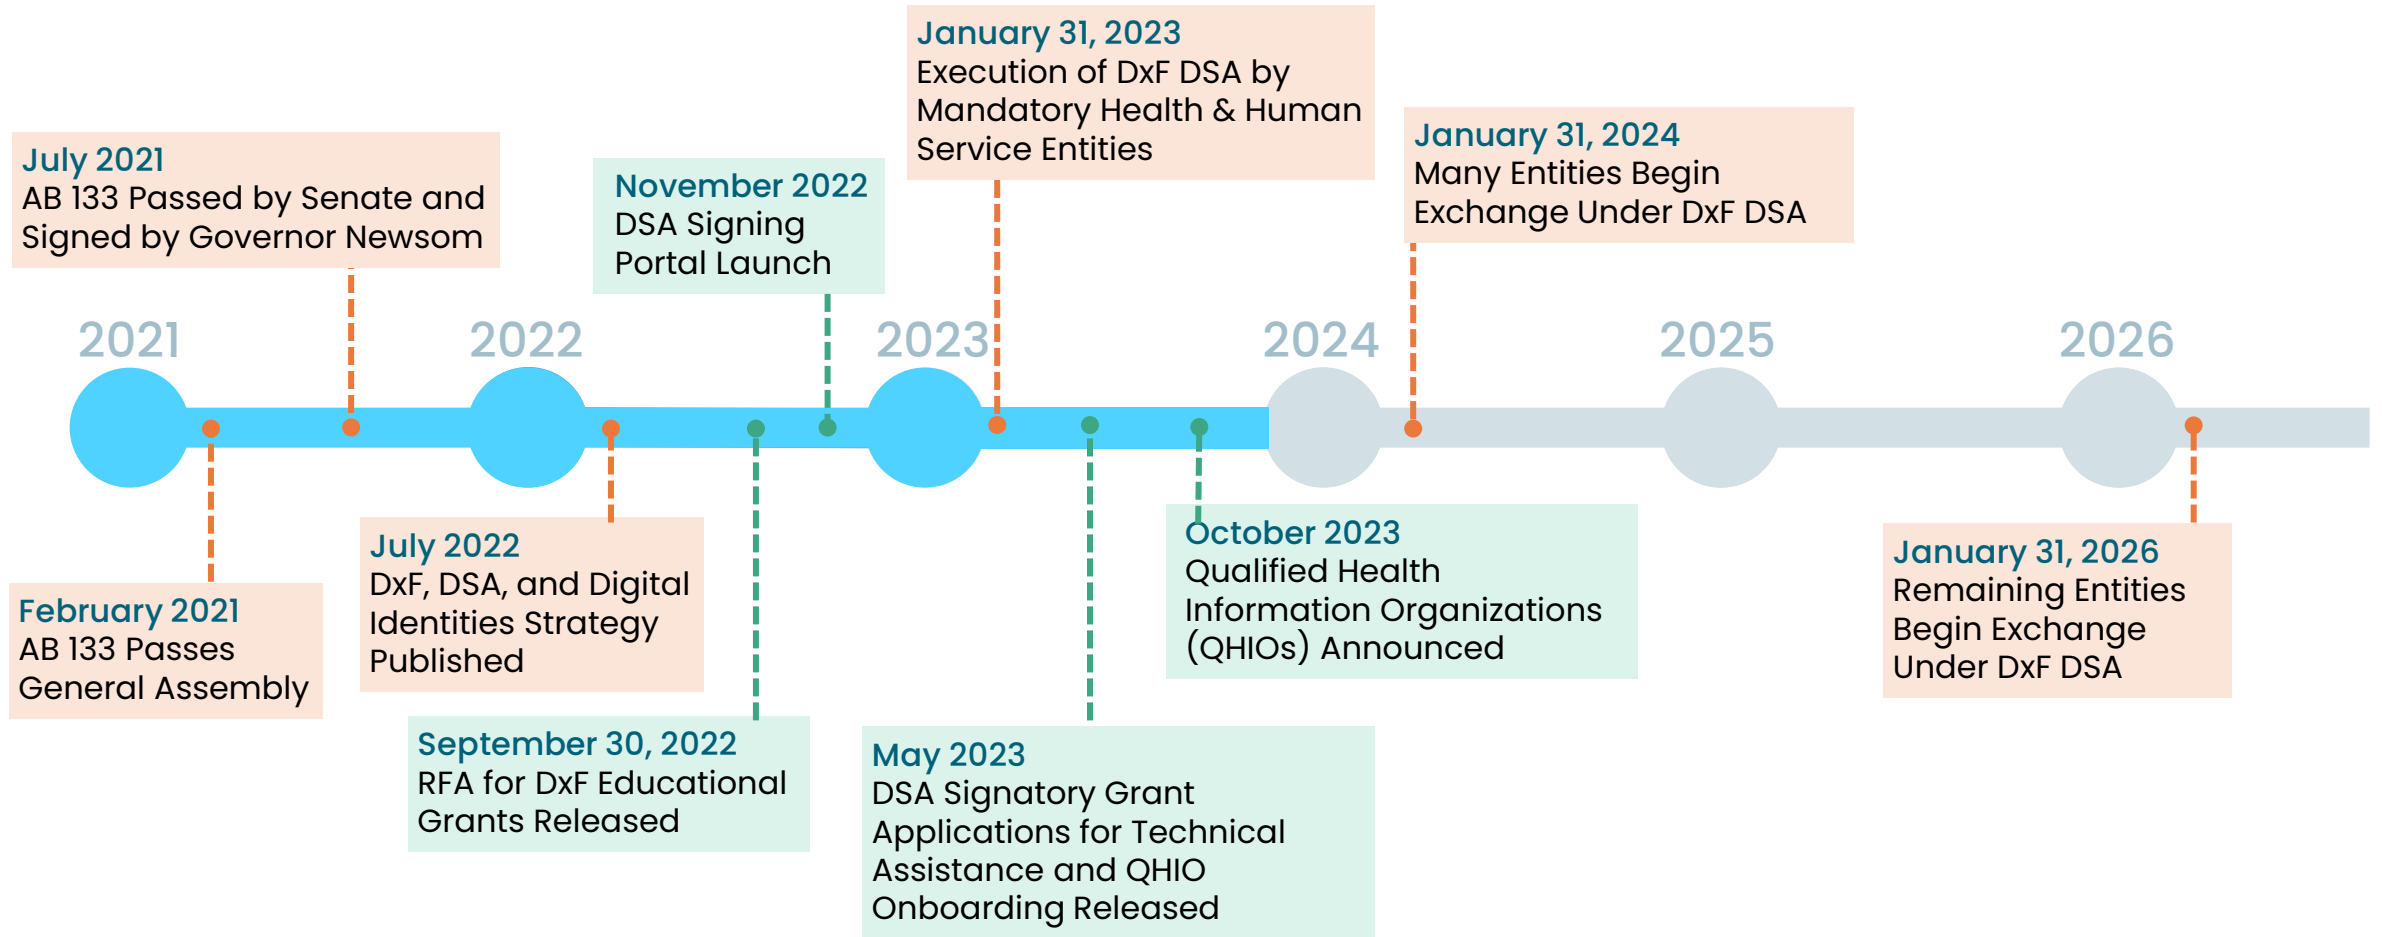 January 31, 2023
Execution of DxF DSA by
Mandatory Health & Human
Service Entities
January 31, 2024
Many Entities Begin
Exchange Under DxF DSA
July 2021
AB 133 Passed by Senate and
Signed by Governor Newsom
November 2022
DSA Signing
Portal Launch
2021
2022
2023
2024
2025
2026
February 2021
AB 133 Passes
General Assembly
July 2022
DxF, DSA, and Digital
Identities Strategy
Published
October 2023
Qualified Health
Information Organizations
(QHIOs) Announced
January 31, 2026
Remaining Entities
Begin Exchange
Under DxF DSA
September 30, 2022
RFA for DxF Educational
Grants Released
May 2023
DSA Signatory Grant
Applications for Technical
Assistance and QHIO
Onboarding Released